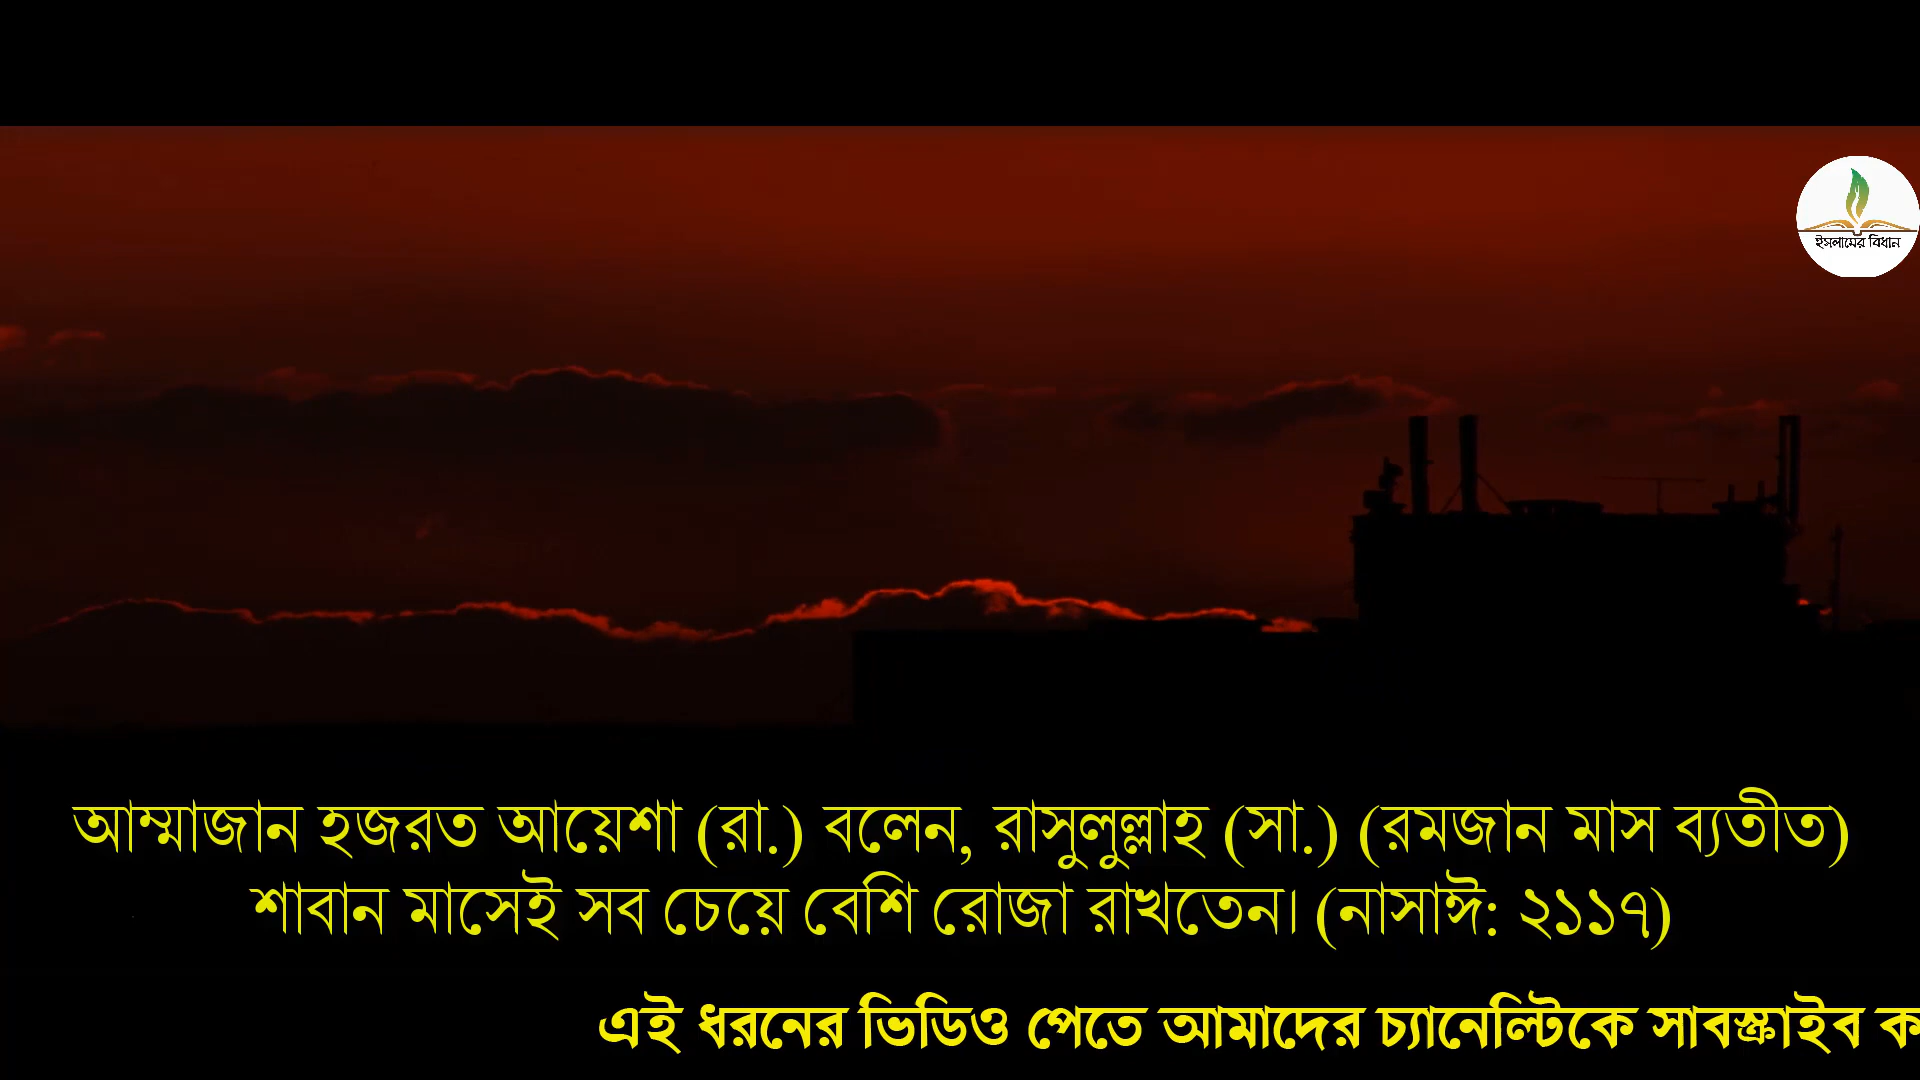 ইসলামের বিধান
আম্মাজান হজরত আয়েশা (রা.) বলেন, রাসুলুল্লাহ (সা.) (রমজান মাস ব্যতীত)
শাবান মাসেই সব চেয়ে বেশি রোজা রাখতেন। (নাসাঈ: ২১১৭)
এই ধরনের ভিডিও পেতে আমাদের চ্যানেল্টিকে সাবস্ক্রাইব ক